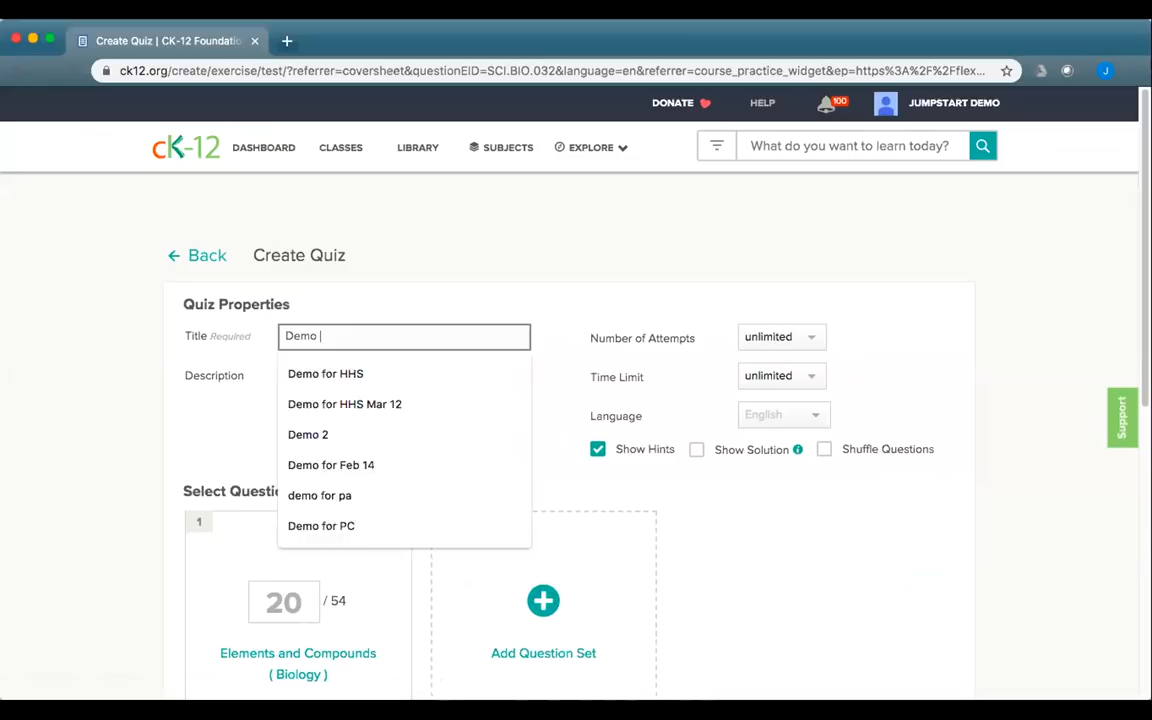 Create Quiz | CK-12 Foundatio
ck12.org/create/exercise/test/?referrer=coversheet&questionEID=SCI.BIO.032&language=en&referrer=course_practice_widget&ep=https%3A%2F%2Fflex...
J
DONATE HELP 100 JUMPSTART DEMO
cK-12 DASHBOARD CLASSES LIBRARY SUBJECTS EXPLORE What do you want to learn today?
Back Create Quiz
Quiz Properties
Title Required Demo Number of Attempts unlimited
Demo for HHS
Description Time Limit unlimited
Demo for HHS Mar 12
Language English
Demo 2
Show Hints Show Solution i Shuffle Questions
Demo for Feb 14
Select Questi
demo for pa
Demo for PC
Support
1
20 / 54
Elements and Compounds Add Question Set
( Biology )